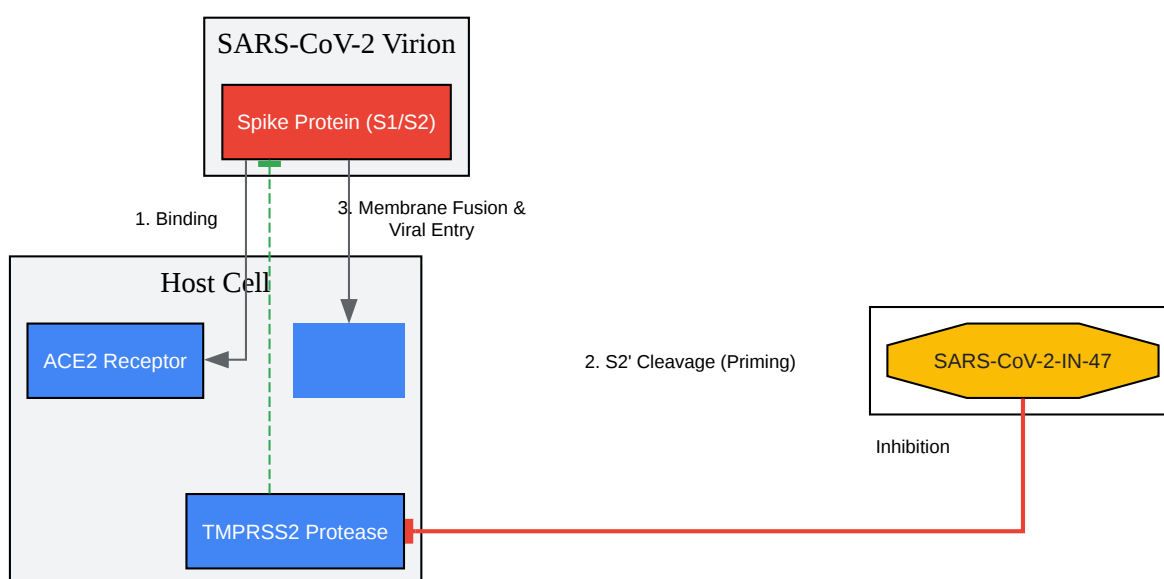 SARS-CoV-2 Virion
Spike Protein (S1/S2)
1. Binding
3. Membrane Fusion &
Viral Entry
Host Cell
ACE2 Receptor
2. S2' Cleavage (Priming)
SARS-CoV-2-IN-47
Inhibition
TMPRSS2 Protease